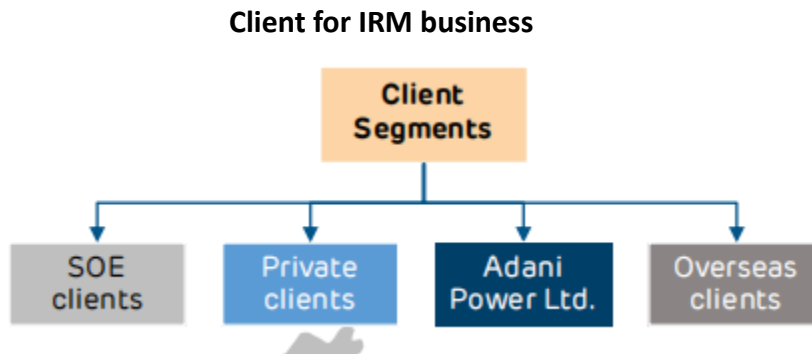 Client for IRM business
Client
Segments
SOE
clients
Private
clients
Adani
Power Ltd.
Overseas
clients